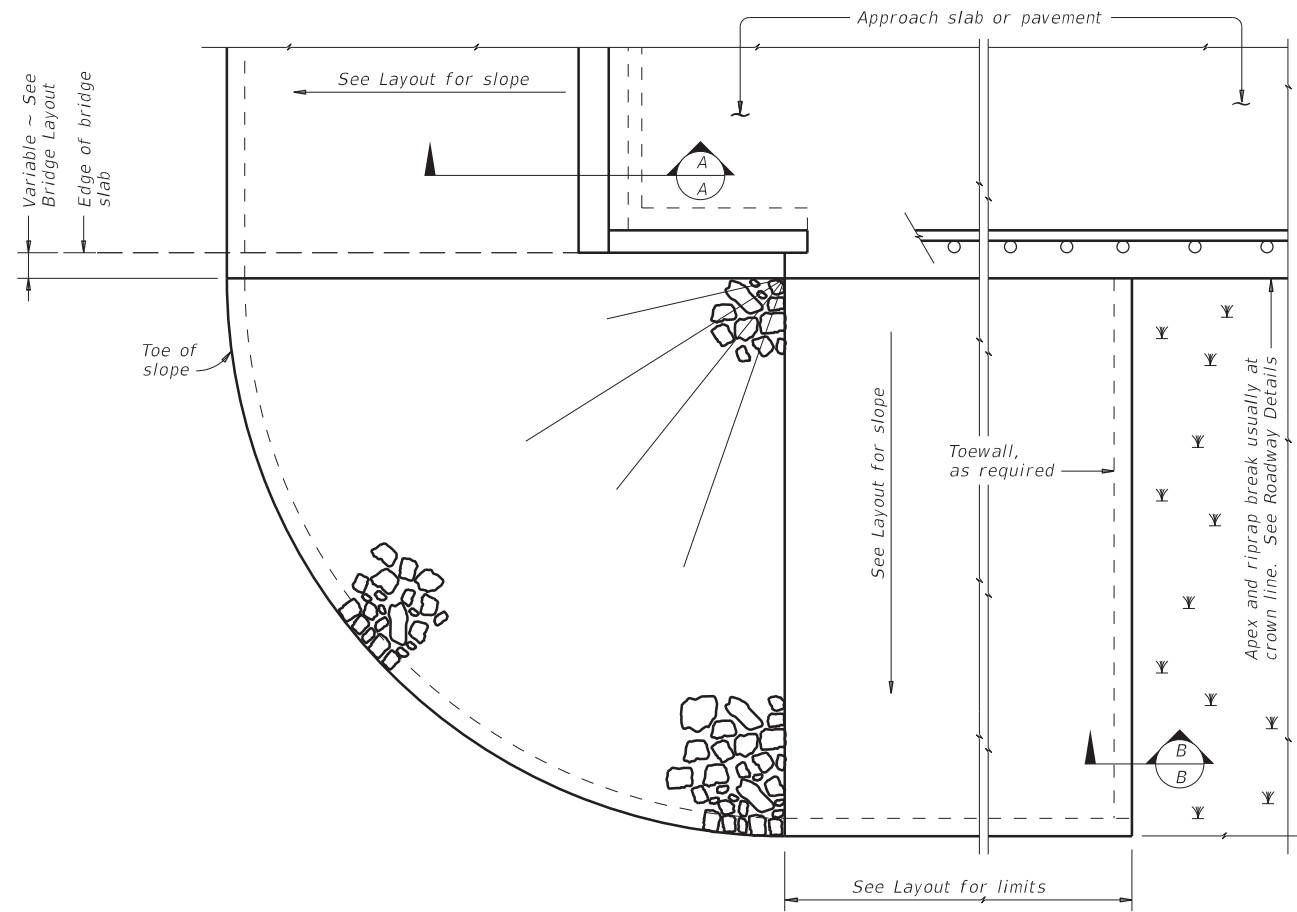 Approach slab or pavement
See Layout for slope
Variable ~ See
Bridge Layout
Edge of bridge
slab
A
A
Toe of
slope
See Layout for slope
Toewall,
as required
Apex and riprap break usually at
crown line. See Roadway Details
B
B
See Layout for limits